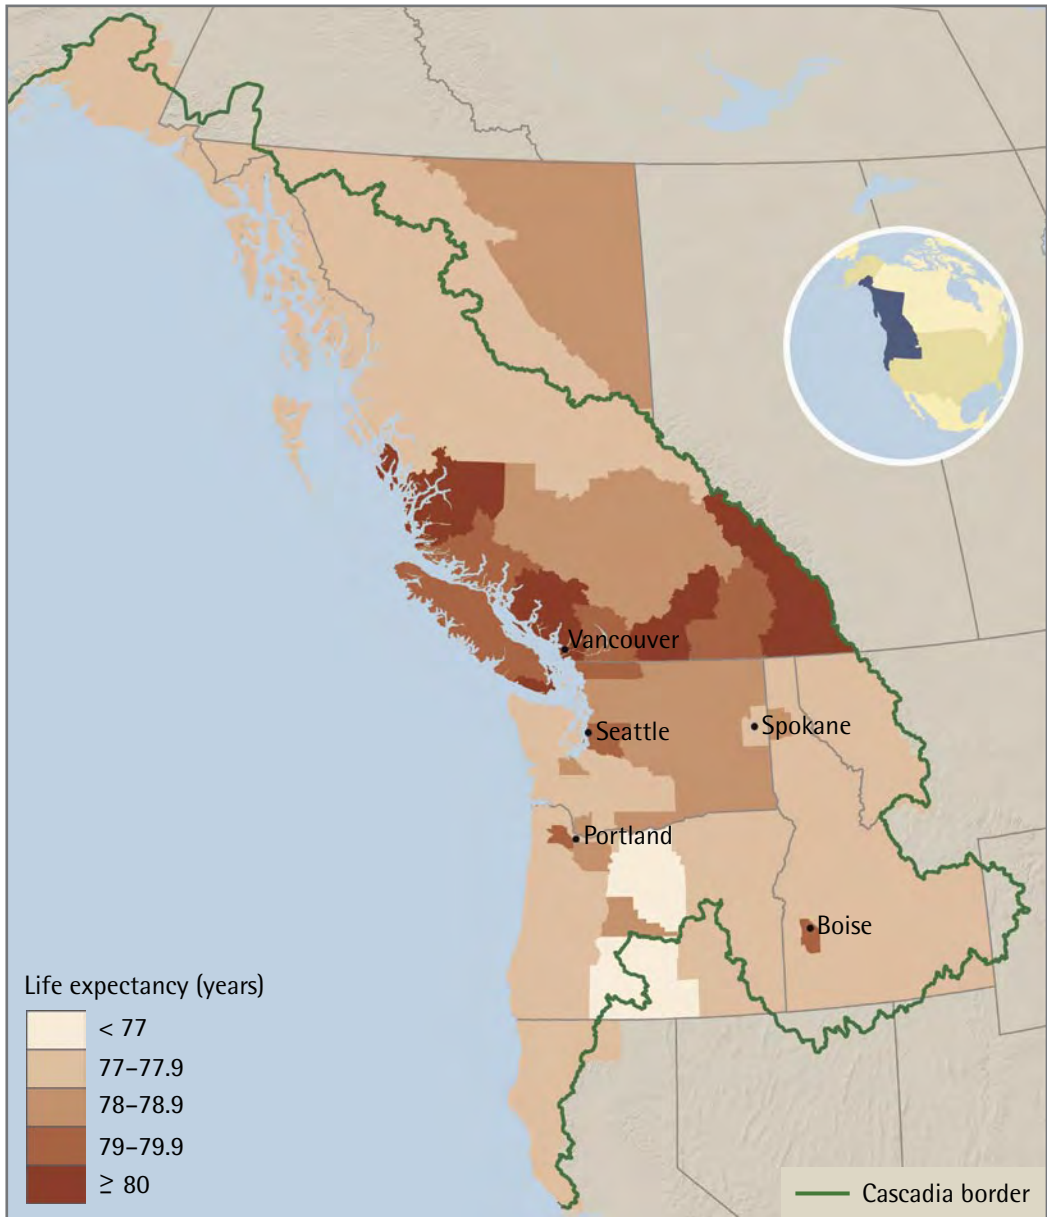 Vancouver
Seattle
Spokane
Portland
Boise
Life expectancy (years)
< 77
77–77.9
78–78.9
79–79.9
≥ 80
Cascadia border